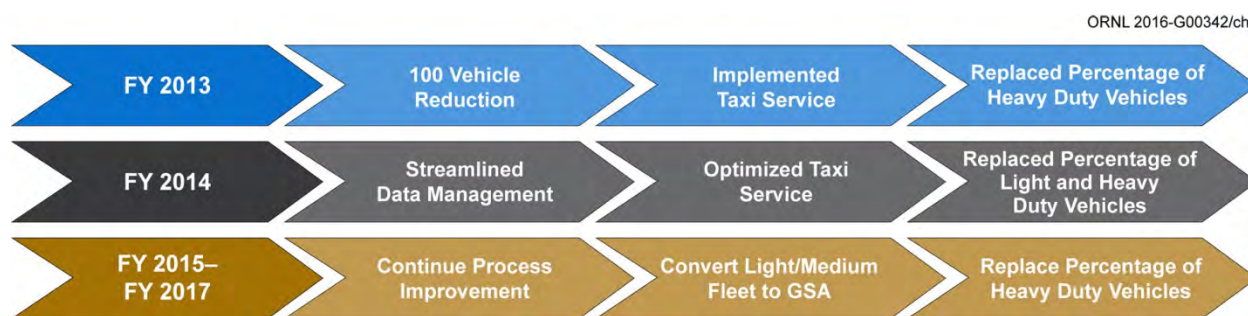 ORNL 2016-G00342/ch
FY 2013
100 Vehicle
Reduction
Implemented
Taxi Service
Replaced Percentage of
Heavy Duty Vehicles
FY 2014
Streamlined
Data Management
Optimized Taxi
Service
Replaced Percentage of
Light and Heavy
Duty Vehicles
FY 2015–
FY 2017
Continue Process
Improvement
Convert Light/Medium
Fleet to GSA
Replace Percentage of
Heavy Duty Vehicles